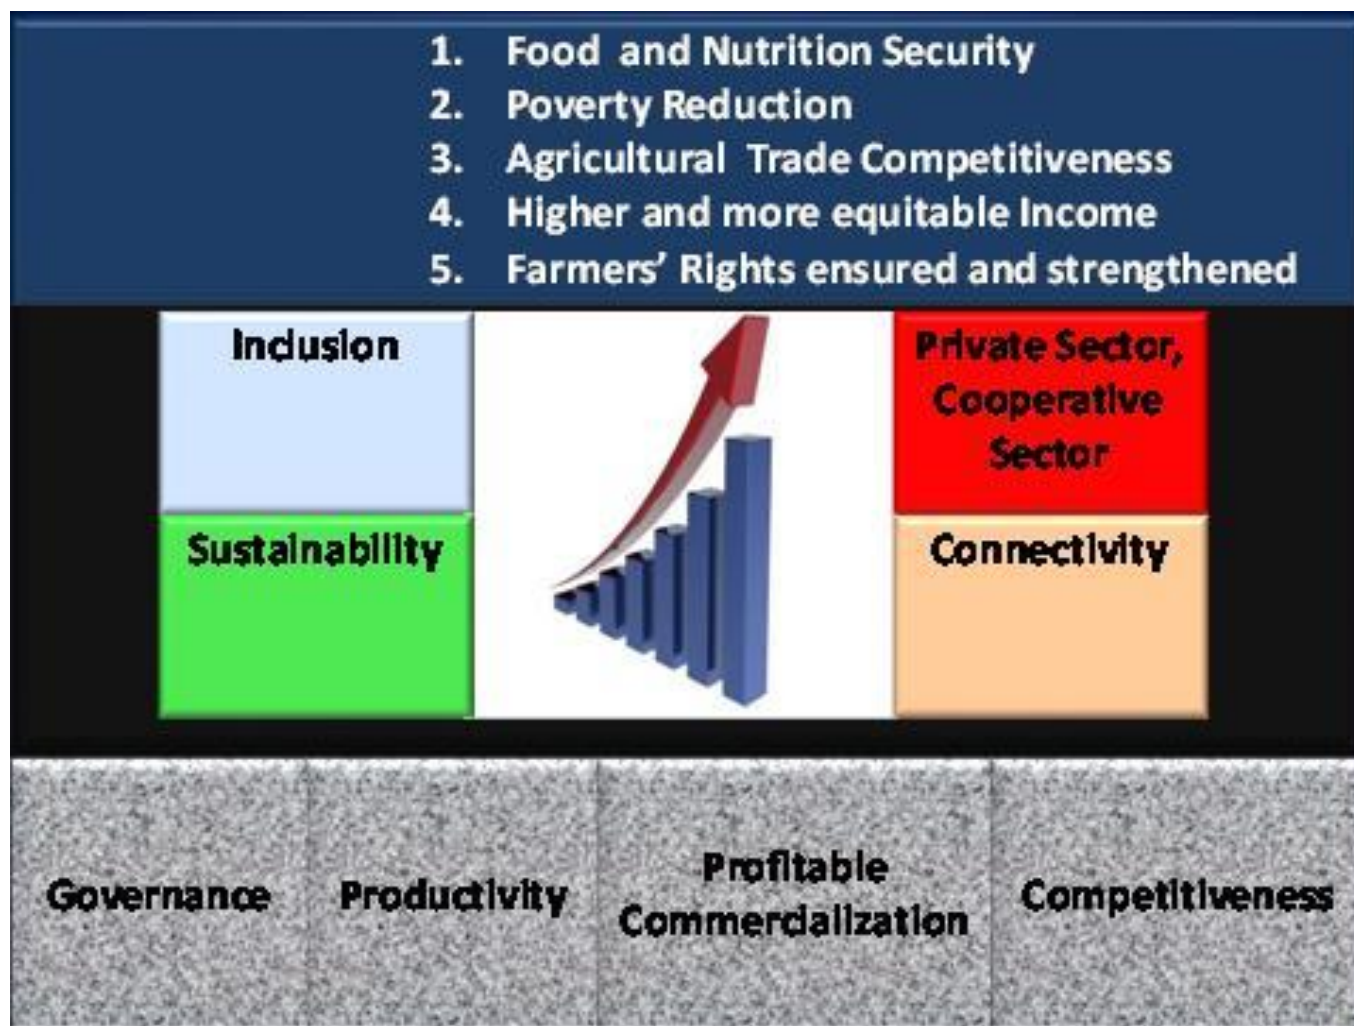 1. Food and Nutrition Security
2. Poverty Reduction
3. Agricultural Trade Competitiveness
4. Higher and more equitable Income
5. Farmers’ Rights ensured and strengthened
Inclusion
Sustainability
Private Sector,
Cooperative
Sector
Connectivity
Governance
Productivity
Profitable
Commercialization
Competitiveness